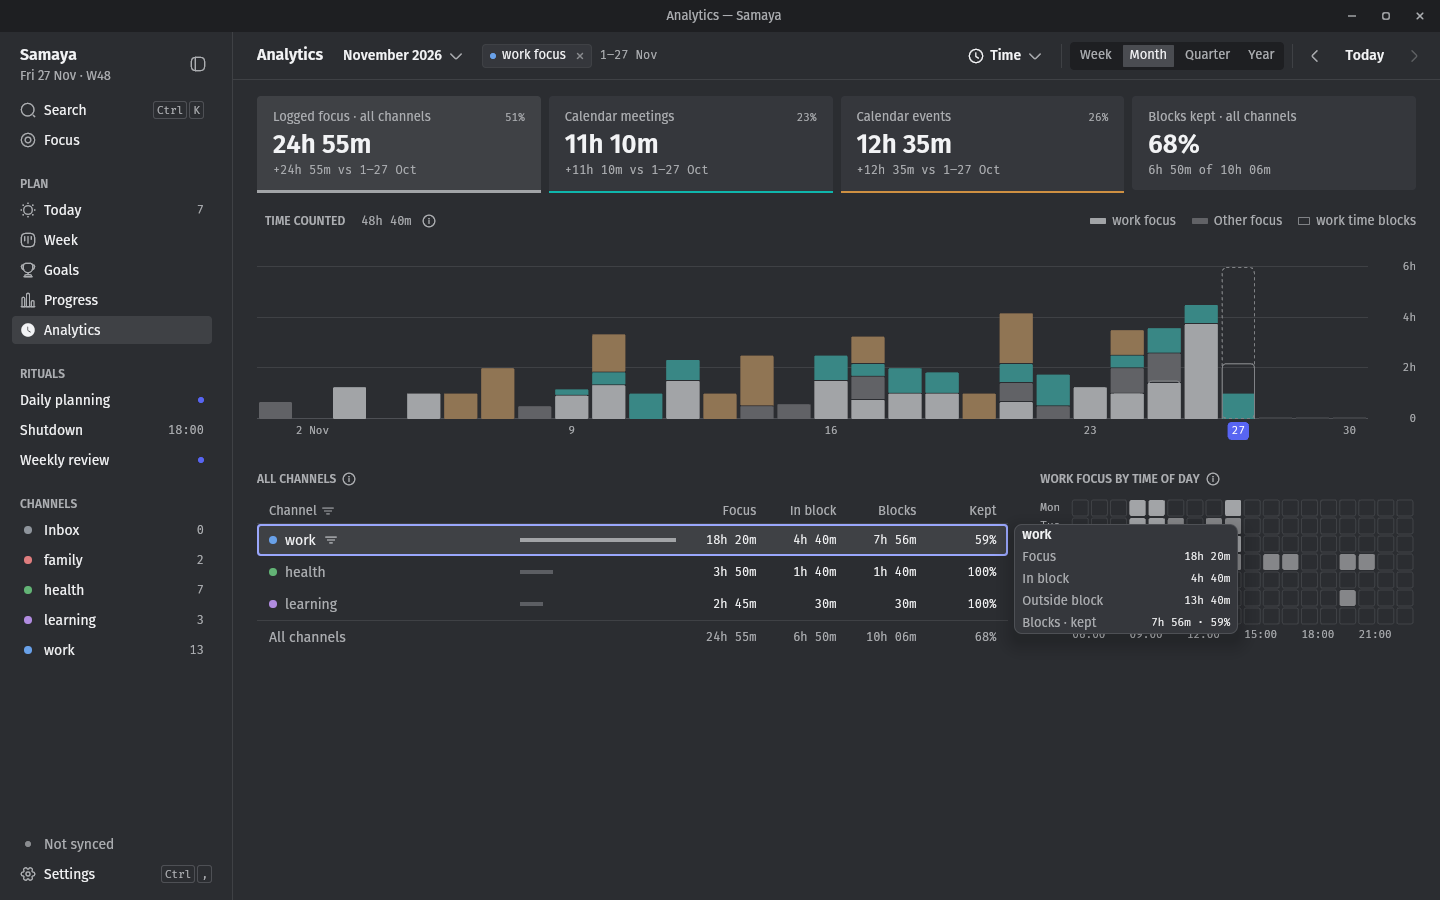 Analytics — Samaya
Samaya
Fri 27 Nov · W48
Search Ctrl K
Focus
PLAN
Today 7
Week
Goals
Progress
Analytics
RITUALS
Daily planning
Shutdown 18:00
Weekly review
CHANNELS
Inbox 0
family 2
health 7
learning 3
work 13
Not synced
Settings Ctrl ,
Analytics November 2026 work focus × 1–27 Nov Time Week Month Quarter Year Today
Logged focus · all channels 51%
24h 55m
+24h 55m vs 1–27 Oct
Calendar meetings 23%
11h 10m
+11h 10m vs 1–27 Oct
Calendar events 26%
12h 35m
+12h 35m vs 1–27 Oct
Blocks kept · all channels
68%
6h 50m of 10h 06m
TIME COUNTED 48h 40m work focus Other focus work time blocks
6h
4h
2h
0
2 Nov 9 16 23 27 30
ALL CHANNELS
Channel Focus In block Blocks Kept
work 18h 20m 4h 40m 7h 56m 59%
health 3h 50m 1h 40m 1h 40m 100%
learning 2h 45m 30m 30m 100%
All channels 24h 55m 6h 50m 10h 06m 68%
WORK FOCUS BY TIME OF DAY
Mon
Tue
work
Focus 18h 20m
In block 4h 40m
Outside block 13h 40m
Blocks · kept 7h 56m · 59%
06:00 09:00 12:00 15:00 18:00 21:00